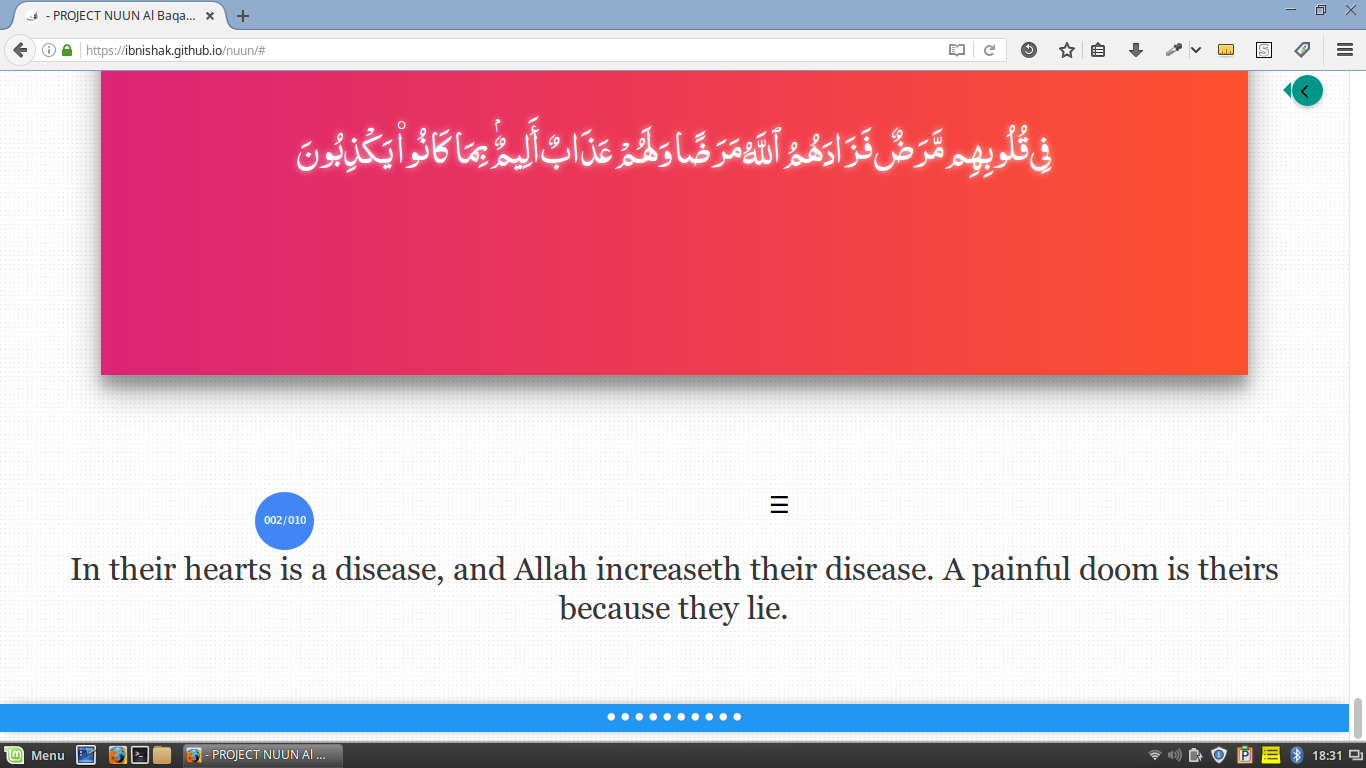 - PROJECT NUUN Al Baqa...
https://ibnishak.github.io/nuun/#
فِى قُلُوبِهِم مَّرَضٌ فَزَادَهُمُ ٱللَّهُ مَرَضًا وَلَهُمْ عَذَابٌ أَلِيمٌۢ بِمَا كَانُوا۟ يَكْذِبُونَ
002/010
In their hearts is a disease, and Allah increaseth their disease. A painful doom is theirs
because they lie.
Menu
- PROJECT NUUN Al ...
18:31